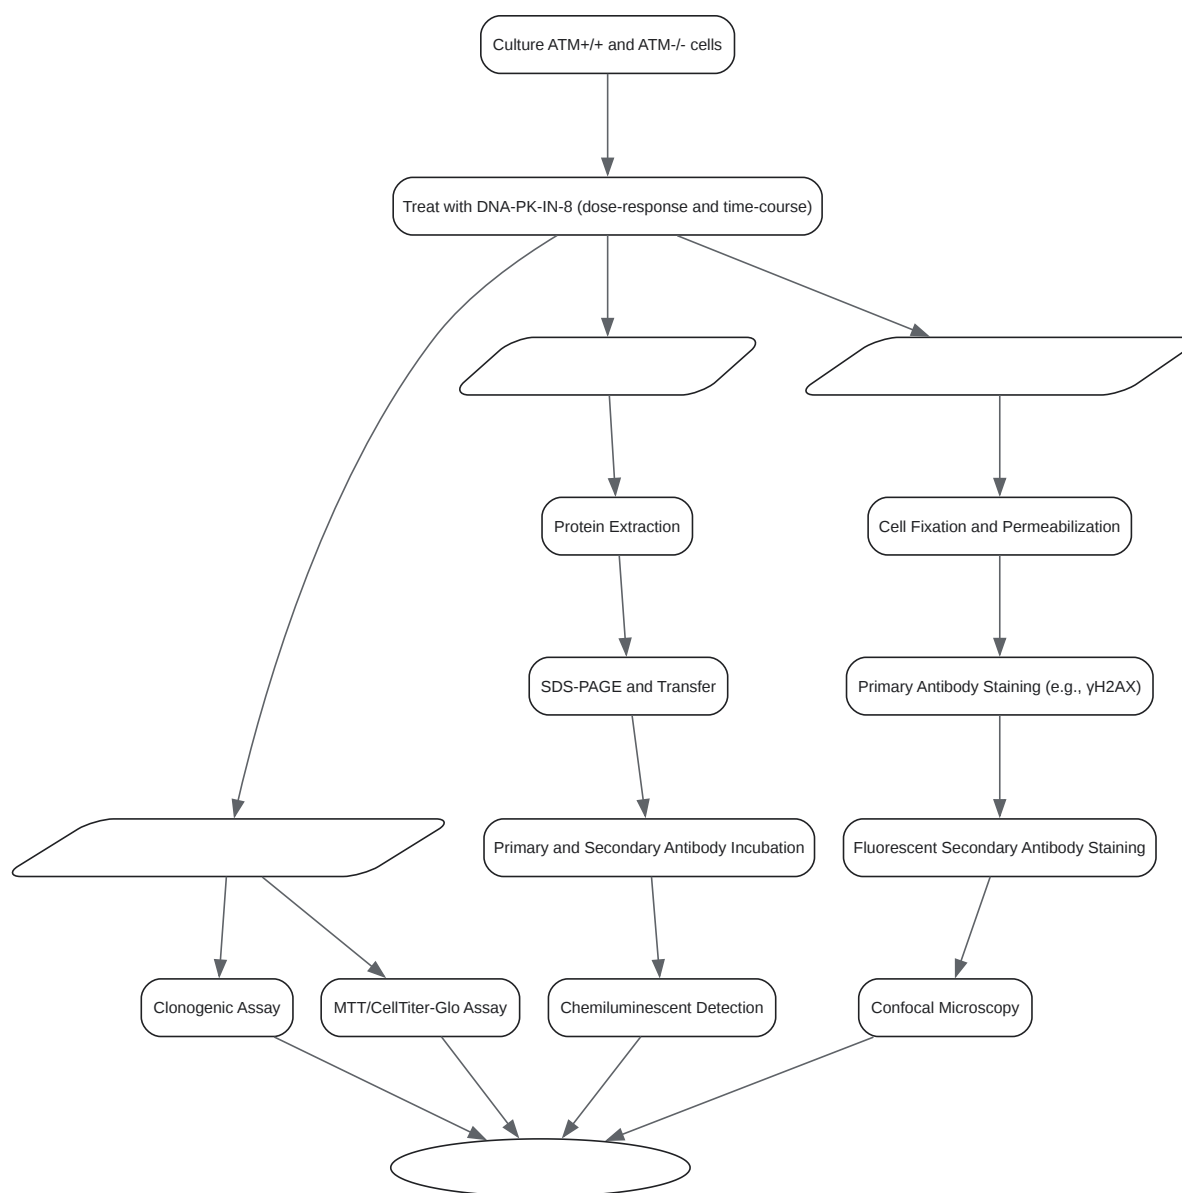 Culture ATM+/+ and ATM-/- cells
Treat with DNA-PK-IN-8 (dose-response and time-course)
Protein Extraction
Cell Fixation and Permeabilization
SDS-PAGE and Transfer
Primary Antibody Staining (e.g., γH2AX)
Primary and Secondary Antibody Incubation
Fluorescent Secondary Antibody Staining
Clonogenic Assay
MTT/CellTiter-Glo Assay
Chemiluminescent Detection
Confocal Microscopy